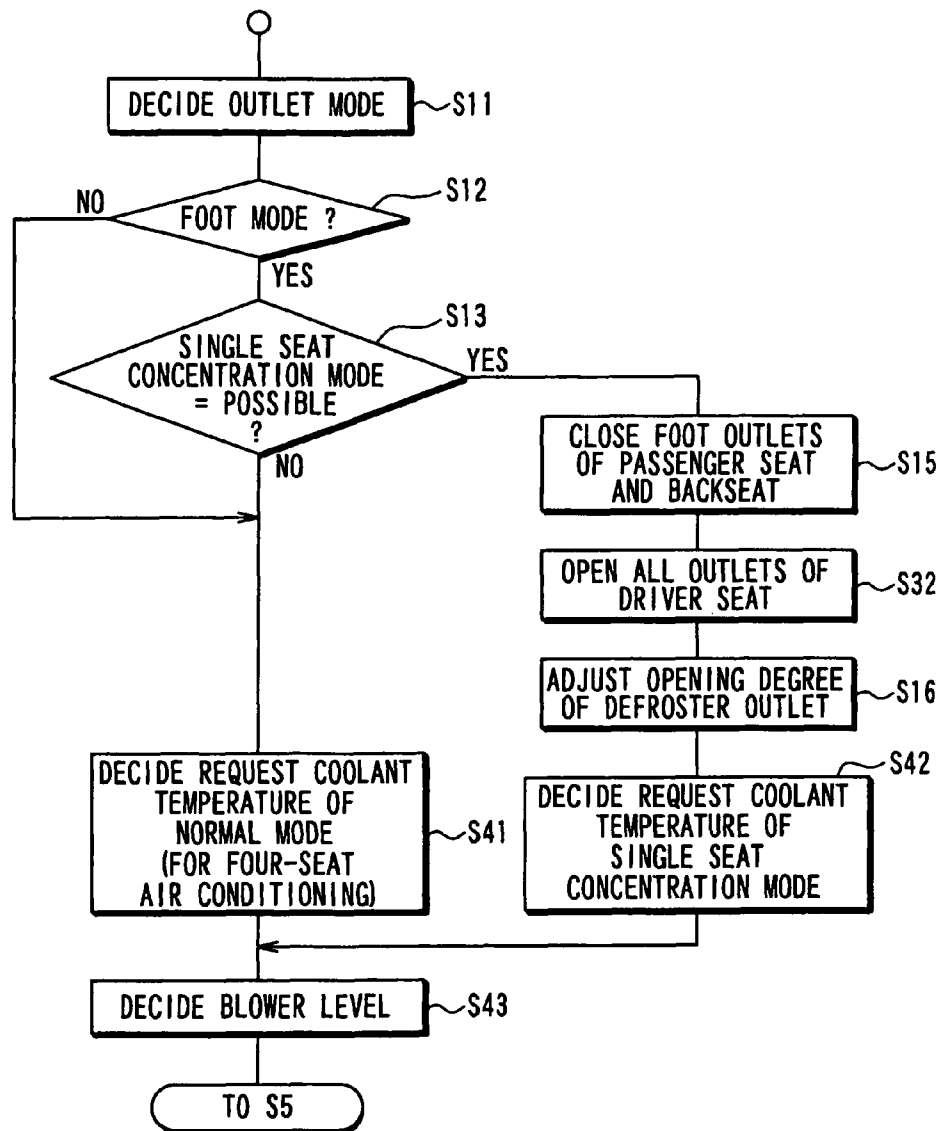 DECIDE OUTLET MODE
S11
S12
NO
FOOT MODE ?
YES
S13
SINGLE SEAT
CONCENTRATION MODE
= POSSIBLE
?
YES
NO
CLOSE FOOT OUTLETS
OF PASSENGER SEAT
AND BACKSEAT
S15
OPEN ALL OUTLETS OF
DRIVER SEAT
S32
ADJUST OPENING DEGREE
OF DEFROSTER OUTLET
S16
DECIDE REQUEST COOLANT
TEMPERATURE OF
NORMAL MODE
(FOR FOUR-SEAT
AIR CONDITIONING)
S41
S42
DECIDE REQUEST COOLANT
TEMPERATURE OF
SINGLE SEAT
CONCENTRATION MODE
DECIDE BLOWER LEVEL
S43
TO S5